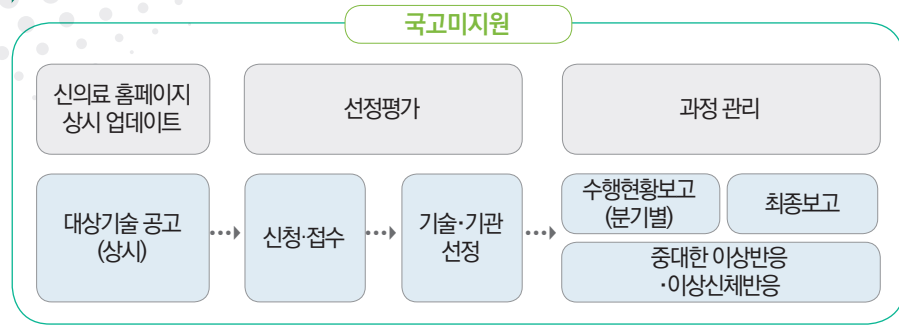 국고미지원
신의료 홈페이지
상시 업데이트
선정평가
과정 관리
대상기술 공고
(상시)
신청·접수
기술·기관
선정
수행현황보고
(분기별)
최종보고
중대한 이상반응
·이상신체반응